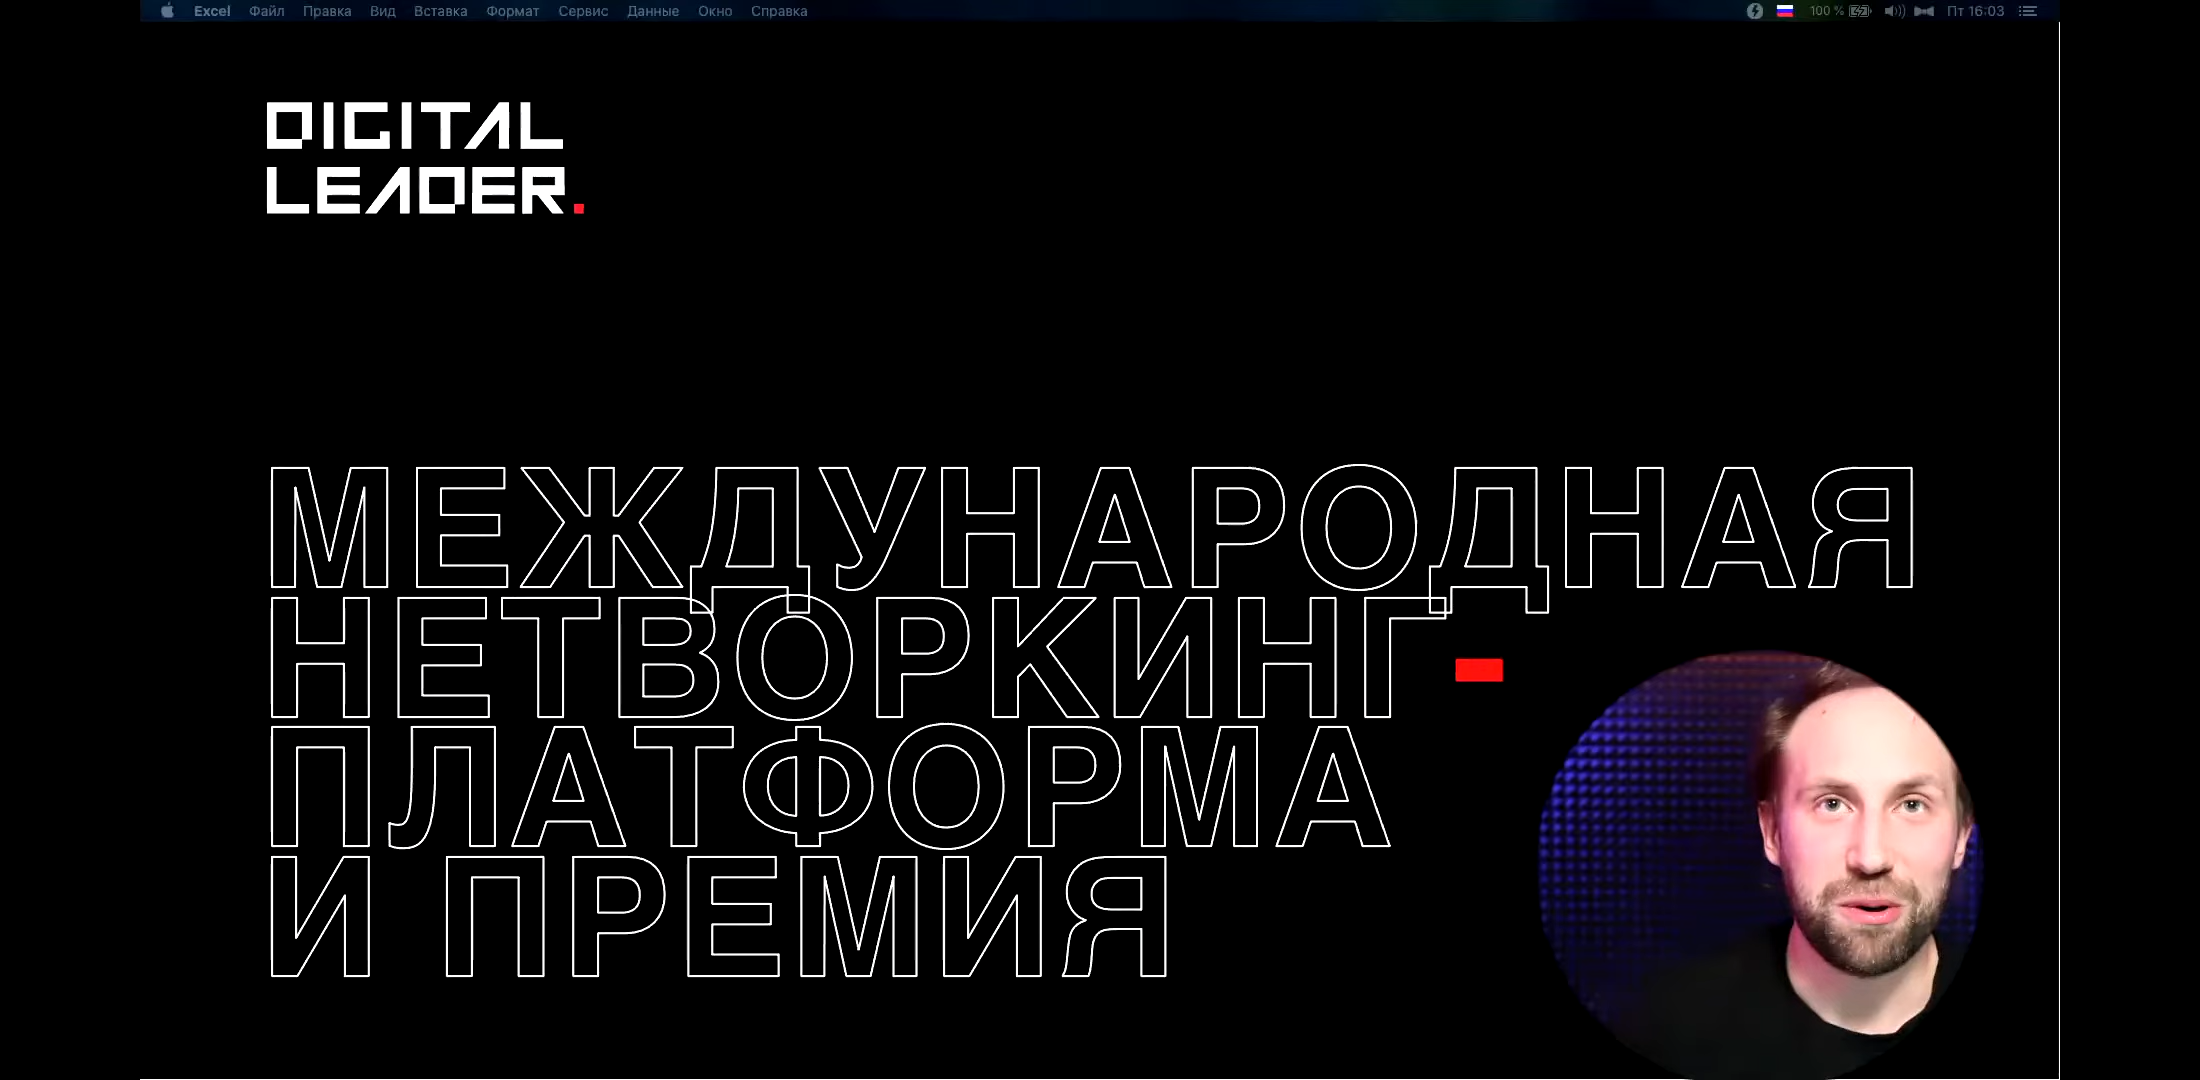 Excel Файл Правка Вид Вставка Формат Сервис Данные Окно Справка 100 % Пт 16:03
DIGITAL
LEADER.
МЕЖДУНАРОДНАЯ
НЕТВОРКИНГ-
ПЛАТФОРМА
И ПРЕМИЯ